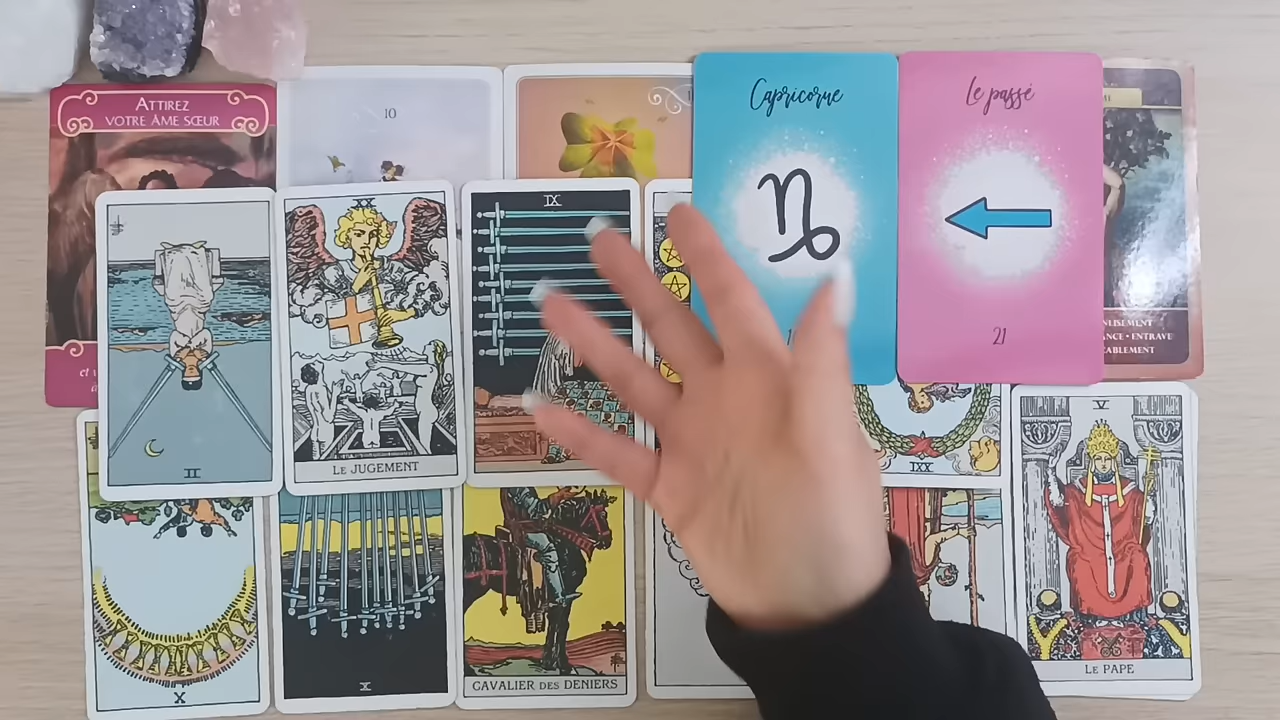 ATTIREZ
VOTRE ÂME SŒUR
10
Capricorne
Le passé
21
IX
XX
II
LE JUGEMENT
IXX
V
X
X
CAVALIER DES DENIERS
LE PAPE